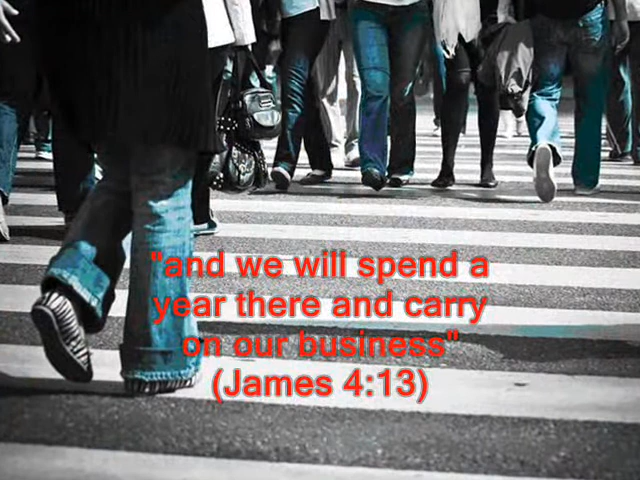 "and we will spend a
year there and carry
on our business"
(James 4:13)